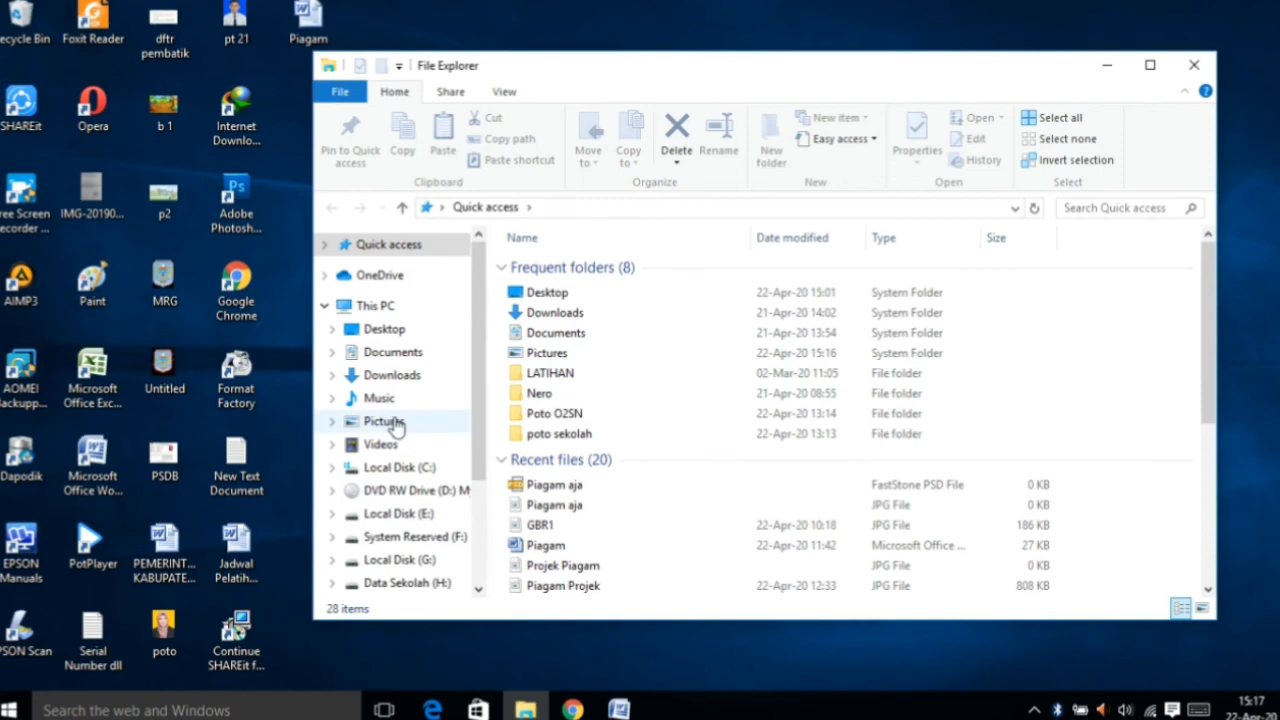 ecycle Bin
Foxit Reader
dftr
pembatik
pt 21
Piagam
SHAREit
Opera
b 1
Internet
Downlo...
ree Screen
ecorder ...
IMG-20190...
p2
Adobe
Photosh...
AIMP3
Paint
MRG
Google
Chrome
AOMEI
Backupp...
Microsoft
Office Exc...
Untitled
Format
Factory
Dapodik
Microsoft
Office Wo...
PSDB
New Text
Document
EPSON
Manuals
PotPlayer
PEMERINT...
KABUPATE...
Jadwal
Pelatih...
PSON Scan
Serial
Number dll
poto
Continue
SHAREit f...
File Explorer
File Home Share View
Pin to Quick
access
Copy
Paste
Cut
Copy path
Paste shortcut
Clipboard
Move
to
Copy
to
Delete
Rename
Organize
New
folder
New item
Easy access
New
Properties
Open
Edit
History
Open
Select all
Select none
Invert selection
Select
Quick access
Search Quick access
Quick access
OneDrive
This PC
Desktop
Documents
Downloads
Music
Pictures
Videos
Local Disk (C:)
DVD RW Drive (D:) M
Local Disk (E:)
System Reserved (F:)
Local Disk (G:)
Data Sekolah (H:)
Name Date modified Type Size
Frequent folders (8)
Desktop 22-Apr-20 15:01 System Folder
Downloads 21-Apr-20 14:02 System Folder
Documents 21-Apr-20 13:54 System Folder
Pictures 22-Apr-20 15:16 System Folder
LATIHAN 02-Mar-20 11:05 File folder
Nero 21-Apr-20 08:55 File folder
Poto O2SN 22-Apr-20 13:14 File folder
poto sekolah 22-Apr-20 13:13 File folder
Recent files (20)
Piagam aja FastStone PSD File 0 KB
Piagam aja JPG File 0 KB
GBR1 22-Apr-20 10:18 JPG File 186 KB
Piagam 22-Apr-20 11:42 Microsoft Office ... 27 KB
Projek Piagam JPG File 0 KB
Piagam Projek 22-Apr-20 12:33 JPG File 808 KB
28 items
Search the web and Windows
15:17
22-Apr-20